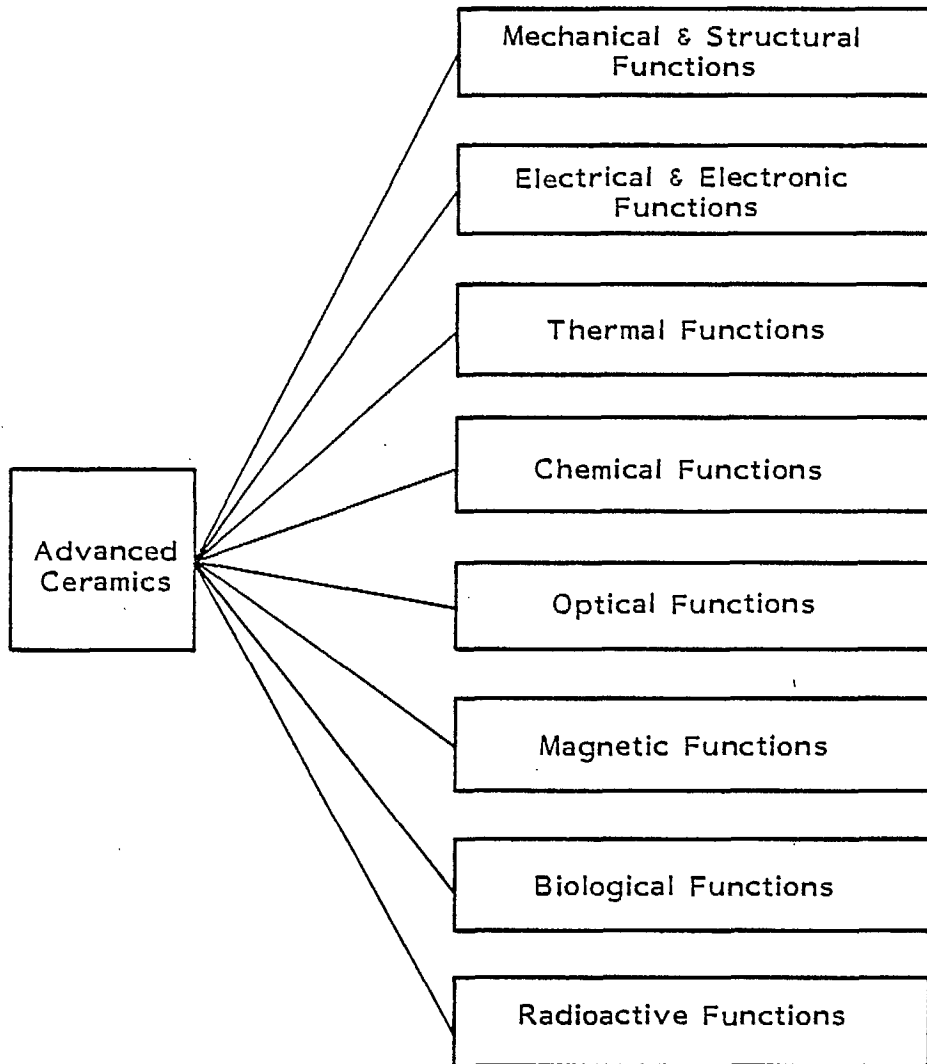 Mechanical & Structural
Functions
Electrical & Electronic
Functions
Thermal Functions
Chemical Functions
Advanced
Ceramics
Optical Functions
Magnetic Functions
Biological Functions
Radioactive Functions